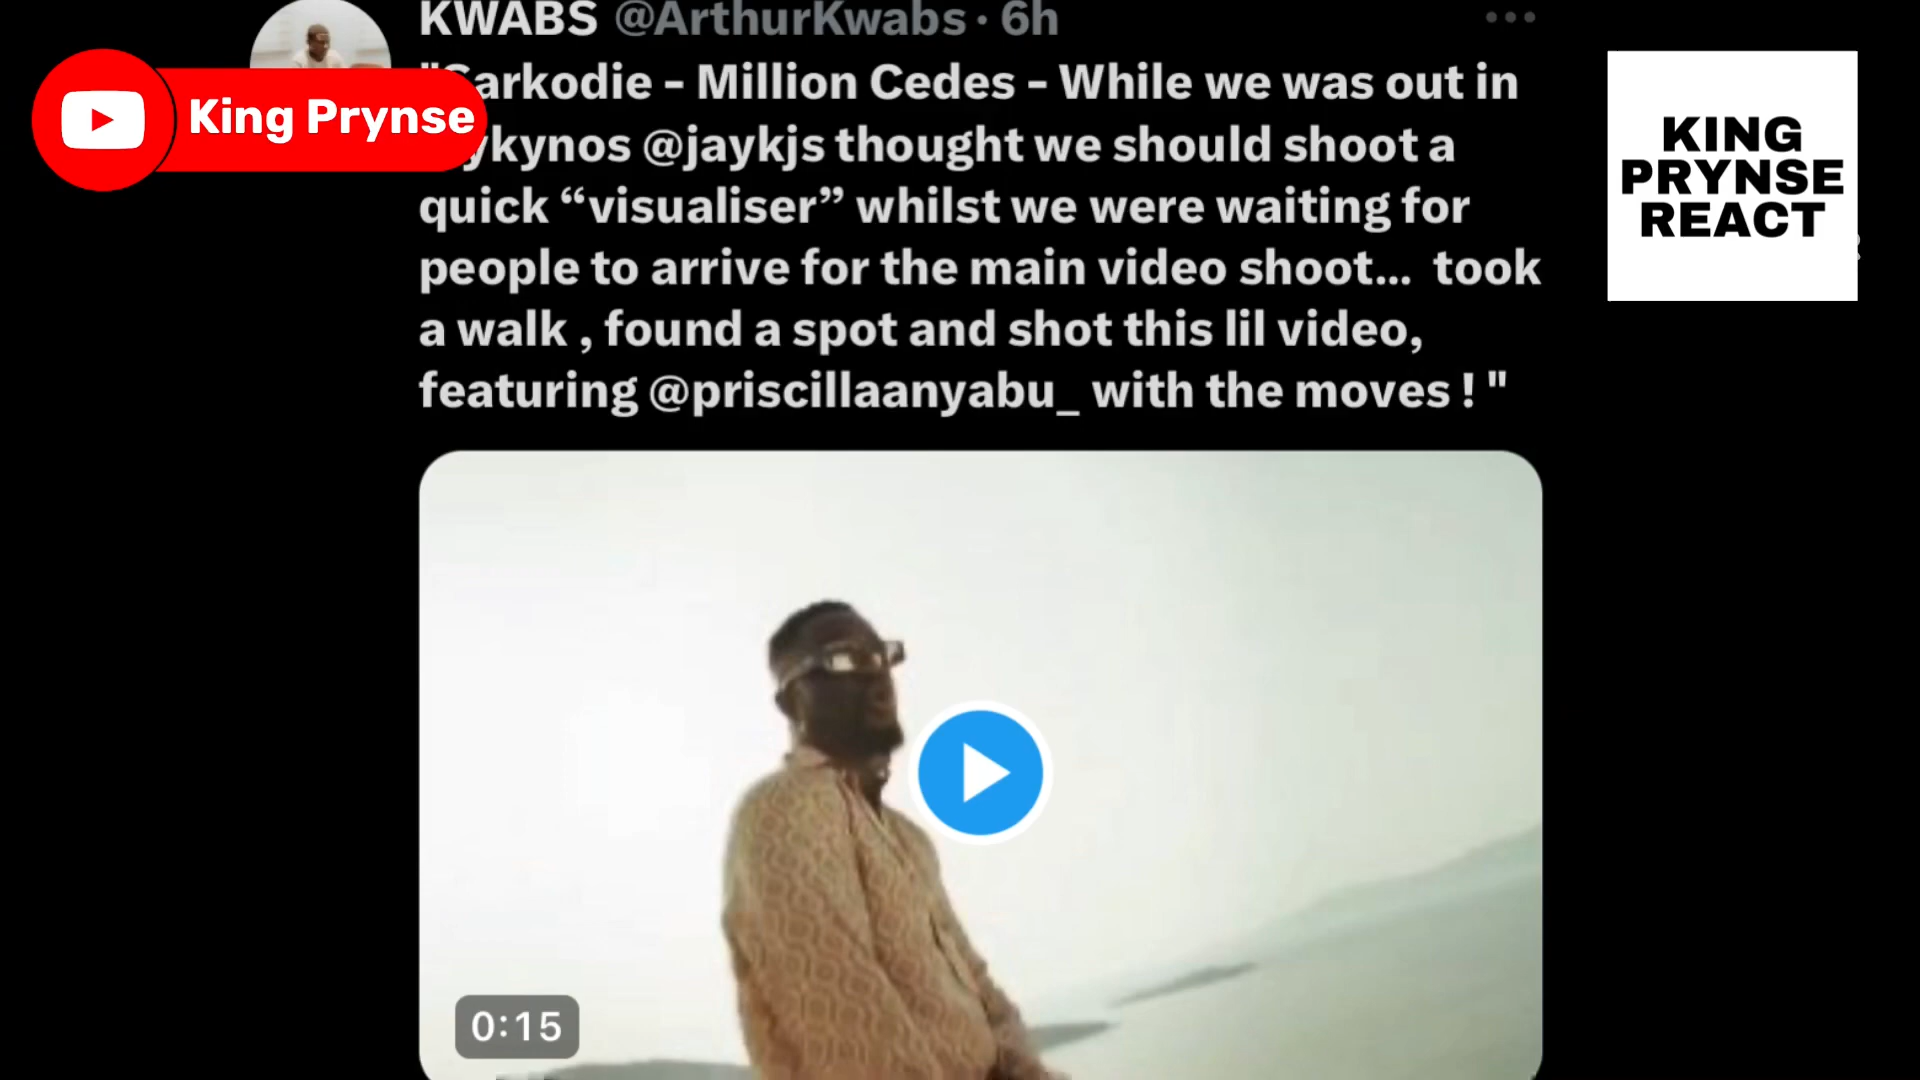 KWABS @ArthurKwabs · 6h
King Prynse
arkodie – Million Cedes – While we was out in
ykynos @jaykjs thought we should shoot a
quick “visualiser” whilst we were waiting for
people to arrive for the main video shoot... took
a walk , found a spot and shot this lil video,
featuring @priscillaanyabu_ with the moves ! "
KING
PRYNSE
REACT
0:15